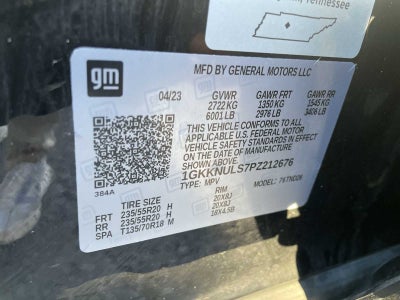 Tennessee
gm
MFD BY GENERAL MOTORS LLC
04/23 GVWR GAWR FRT GAWR RR
2722 KG 1350 KG 1545 KG
6001 LB 2976 LB 3406 LB
THIS VEHICLE CONFORMS TO ALL
APPLICABLE U.S. FEDERAL MOTOR
VEHICLE SAFETY STANDARDS IN EFFECT
ON THE DATE OF MANUFACTURE
SHOWN ABOVE.
1GKKNULS7PZ212676
TYPE: MPV MODEL:
384A
TIRE SIZE RIM
FRT 235/55R20 H 20X8J
RR 235/55R20 H 20X8J
SPA T135/70R18 M 18X4.5B